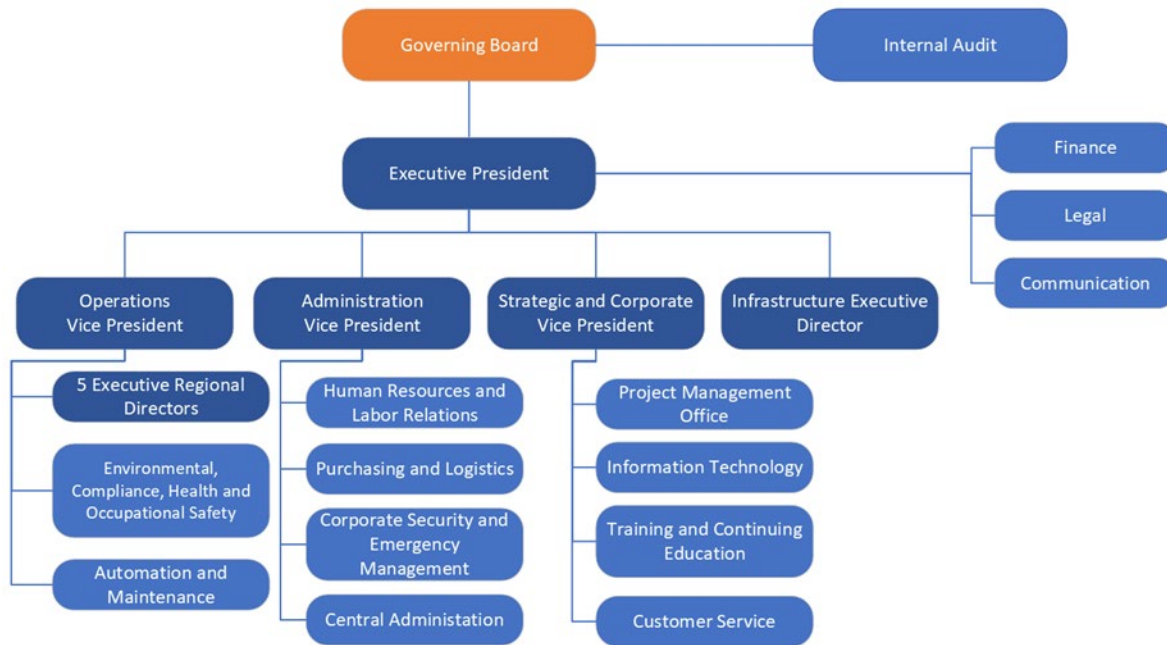 Governing Board
Internal Audit
Executive President
Finance
Legal
Communication
Operations
Vice President
Administration
Vice President
Strategic and Corporate
Vice President
Infrastructure Executive
Director
5 Executive Regional
Directors
Environmental,
Compliance, Health and
Occupational Safety
Automation and
Maintenance
Human Resources and
Labor Relations
Purchasing and Logistics
Corporate Security and
Emergency
Management
Central Administation
Project Management
Office
Information Technology
Training and Continuing
Education
Customer Service